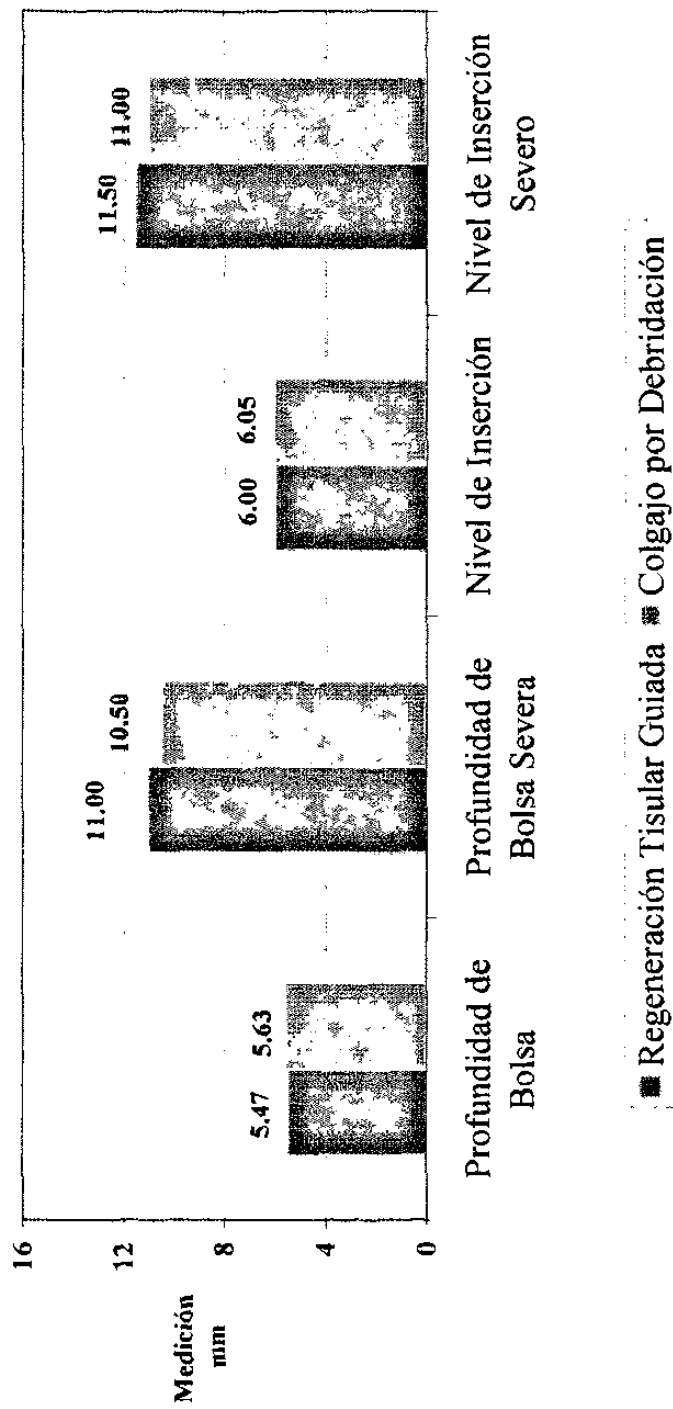 Medición
mm
16
12
8
4
0
5.47
5.63
11.00
10.50
6.00
6.05
11.50
11.00
Profundidad de
Bolsa
Profundidad de
Bolsa Severa
Nivel de Inserción
Nivel de Inserción
Severo
Regeneración Tisular Guiada
Colgajo por Debridación